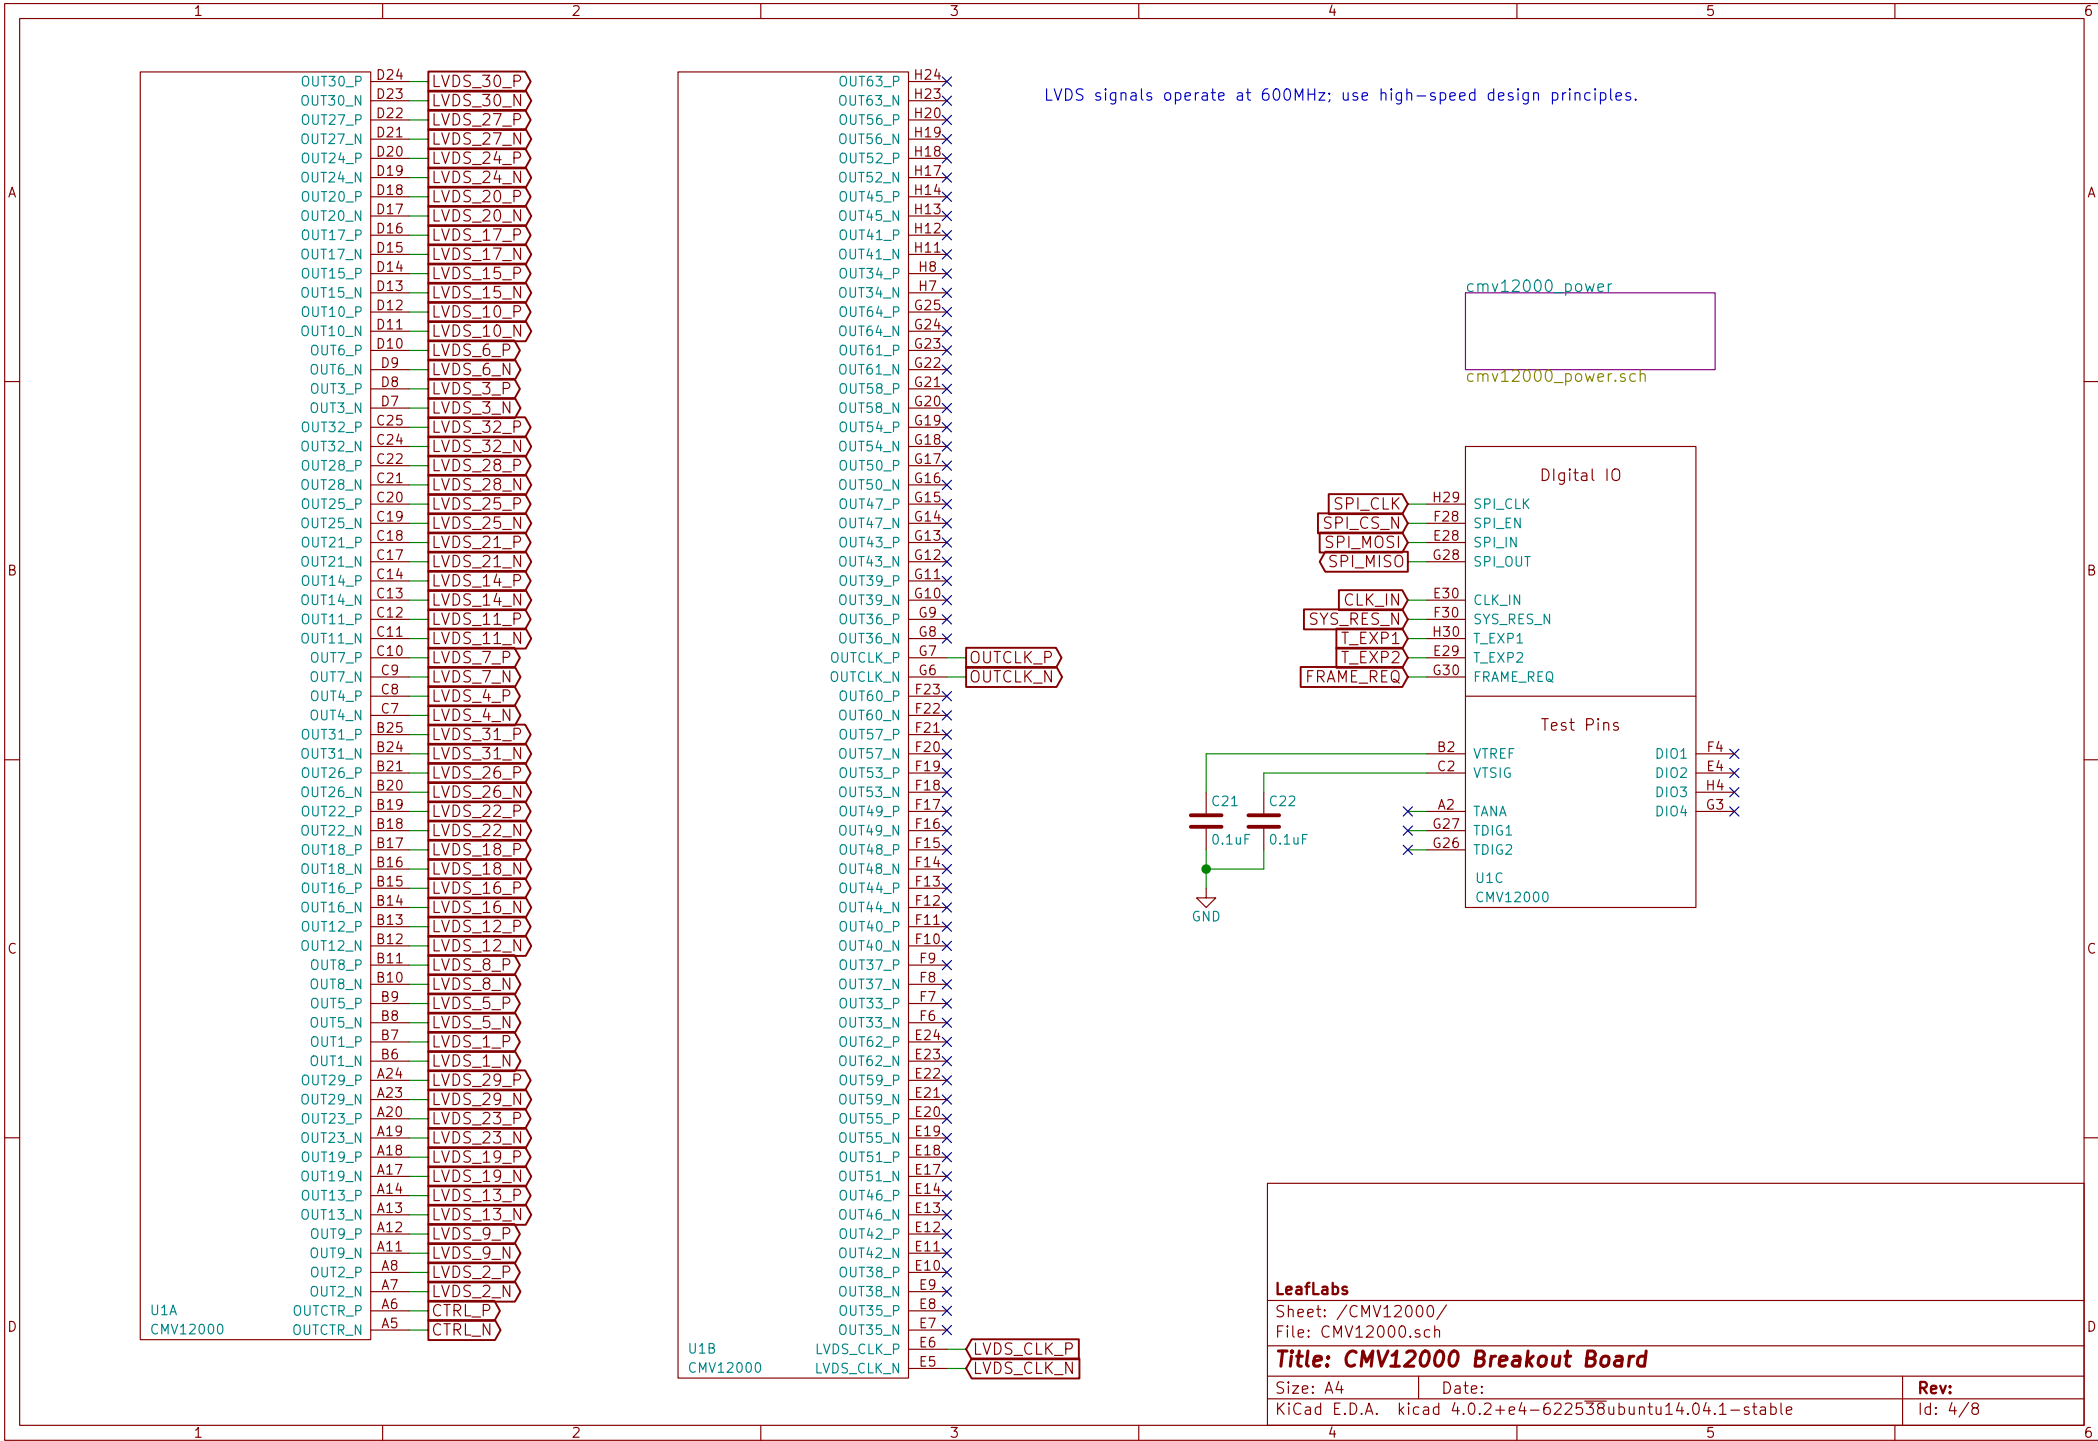 1 2 3 4 5 6
A
B
C
D
OUT30_P D24 LVDS_30_P
OUT30_N D23 LVDS_30_N
OUT27_P D22 LVDS_27_P
OUT27_N D21 LVDS_27_N
OUT24_P D20 LVDS_24_P
OUT24_N D19 LVDS_24_N
OUT20_P D18 LVDS_20_P
OUT20_N D17 LVDS_20_N
OUT17_P D16 LVDS_17_P
OUT17_N D15 LVDS_17_N
OUT15_P D14 LVDS_15_P
OUT15_N D13 LVDS_15_N
OUT10_P D12 LVDS_10_P
OUT10_N D11 LVDS_10_N
OUT6_P D10 LVDS_6_P
OUT6_N D9 LVDS_6_N
OUT3_P D8 LVDS_3_P
OUT3_N D7 LVDS_3_N
OUT32_P C25 LVDS_32_P
OUT32_N C24 LVDS_32_N
OUT28_P C22 LVDS_28_P
OUT28_N C21 LVDS_28_N
OUT25_P C20 LVDS_25_P
OUT25_N C19 LVDS_25_N
OUT21_P C18 LVDS_21_P
OUT21_N C17 LVDS_21_N
OUT14_P C14 LVDS_14_P
OUT14_N C13 LVDS_14_N
OUT11_P C12 LVDS_11_P
OUT11_N C11 LVDS_11_N
OUT7_P C10 LVDS_7_P
OUT7_N C9 LVDS_7_N
OUT4_P C8 LVDS_4_P
OUT4_N C7 LVDS_4_N
OUT31_P B25 LVDS_31_P
OUT31_N B24 LVDS_31_N
OUT26_P B21 LVDS_26_P
OUT26_N B20 LVDS_26_N
OUT22_P B19 LVDS_22_P
OUT22_N B18 LVDS_22_N
OUT18_P B17 LVDS_18_P
OUT18_N B16 LVDS_18_N
OUT16_P B15 LVDS_16_P
OUT16_N B14 LVDS_16_N
OUT12_P B13 LVDS_12_P
OUT12_N B12 LVDS_12_N
OUT8_P B11 LVDS_8_P
OUT8_N B10 LVDS_8_N
OUT5_P B9 LVDS_5_P
OUT5_N B8 LVDS_5_N
OUT1_P B7 LVDS_1_P
OUT1_N B6 LVDS_1_N
OUT29_P A24 LVDS_29_P
OUT29_N A23 LVDS_29_N
OUT23_P A20 LVDS_23_P
OUT23_N A19 LVDS_23_N
OUT19_P A18 LVDS_19_P
OUT19_N A17 LVDS_19_N
OUT13_P A14 LVDS_13_P
OUT13_N A13 LVDS_13_N
OUT9_P A12 LVDS_9_P
OUT9_N A11 LVDS_9_N
OUT2_P A8 LVDS_2_P
OUT2_N A7 LVDS_2_N
U1A OUTCTR_P A6 CTRL_P
CMV12000 OUTCTR_N A5 CTRL_N
OUT63_P H24
OUT63_N H23
OUT56_P H20
OUT56_N H19
OUT52_P H18
OUT52_N H17
OUT45_P H14
OUT45_N H13
OUT41_P H12
OUT41_N H11
OUT34_P H8
OUT34_N H7
OUT64_P G25
OUT64_N G24
OUT61_P G23
OUT61_N G22
OUT58_P G21
OUT58_N G20
OUT54_P G19
OUT54_N G18
OUT50_P G17
OUT50_N G16
OUT47_P G15
OUT47_N G14
OUT43_P G13
OUT43_N G12
OUT39_P G11
OUT39_N G10
OUT36_P G9
OUT36_N G8
OUTCLK_P G7 OUTCLK_P
OUTCLK_N G6 OUTCLK_N
OUT60_P F23
OUT60_N F22
OUT57_P F21
OUT57_N F20
OUT53_P F19
OUT53_N F18
OUT49_P F17
OUT49_N F16
OUT48_P F15
OUT48_N F14
OUT44_P F13
OUT44_N F12
OUT40_P F11
OUT40_N F10
OUT37_P F9
OUT37_N F8
OUT33_P F7
OUT33_N F6
OUT62_P E24
OUT62_N E23
OUT59_P E22
OUT59_N E21
OUT55_P E20
OUT55_N E19
OUT51_P E18
OUT51_N E17
OUT46_P E14
OUT46_N E13
OUT42_P E12
OUT42_N E11
OUT38_P E10
OUT38_N E9
OUT35_P E8
OUT35_N E7
U1B LVDS_CLK_P E6 LVDS_CLK_P
CMV12000 LVDS_CLK_N E5 LVDS_CLK_N
LVDS signals operate at 600MHz; use high-speed design principles.
cmv12000_power
cmv12000_power.sch
DIgital IO
SPI_CLK H29 SPI_CLK
SPI_CS_N F28 SPI_EN
SPI_MOSI E28 SPI_IN
SPI_MISO G28 SPI_OUT
CLK_IN E30 CLK_IN
SYS_RES_N F30 SYS_RES_N
T_EXP1 H30 T_EXP1
T_EXP2 E29 T_EXP2
FRAME_REQ G30 FRAME_REQ
Test Pins
B2 VTREF DIO1 F4
C2 VTSIG DIO2 E4
DIO3 H4
A2 TANA DIO4 G3
G27 TDIG1
G26 TDIG2
U1C
CMV12000
C21 C22
0.1uF 0.1uF
GND
LeafLabs
Sheet: /CMV12000/
File: CMV12000.sch
Title: CMV12000 Breakout Board
Size: A4 Date: Rev:
KiCad E.D.A. kicad 4.0.2+e4-622538ubuntu14.04.1-stable Id: 4/8
A
B
C
D
1 2 3 4 5 6